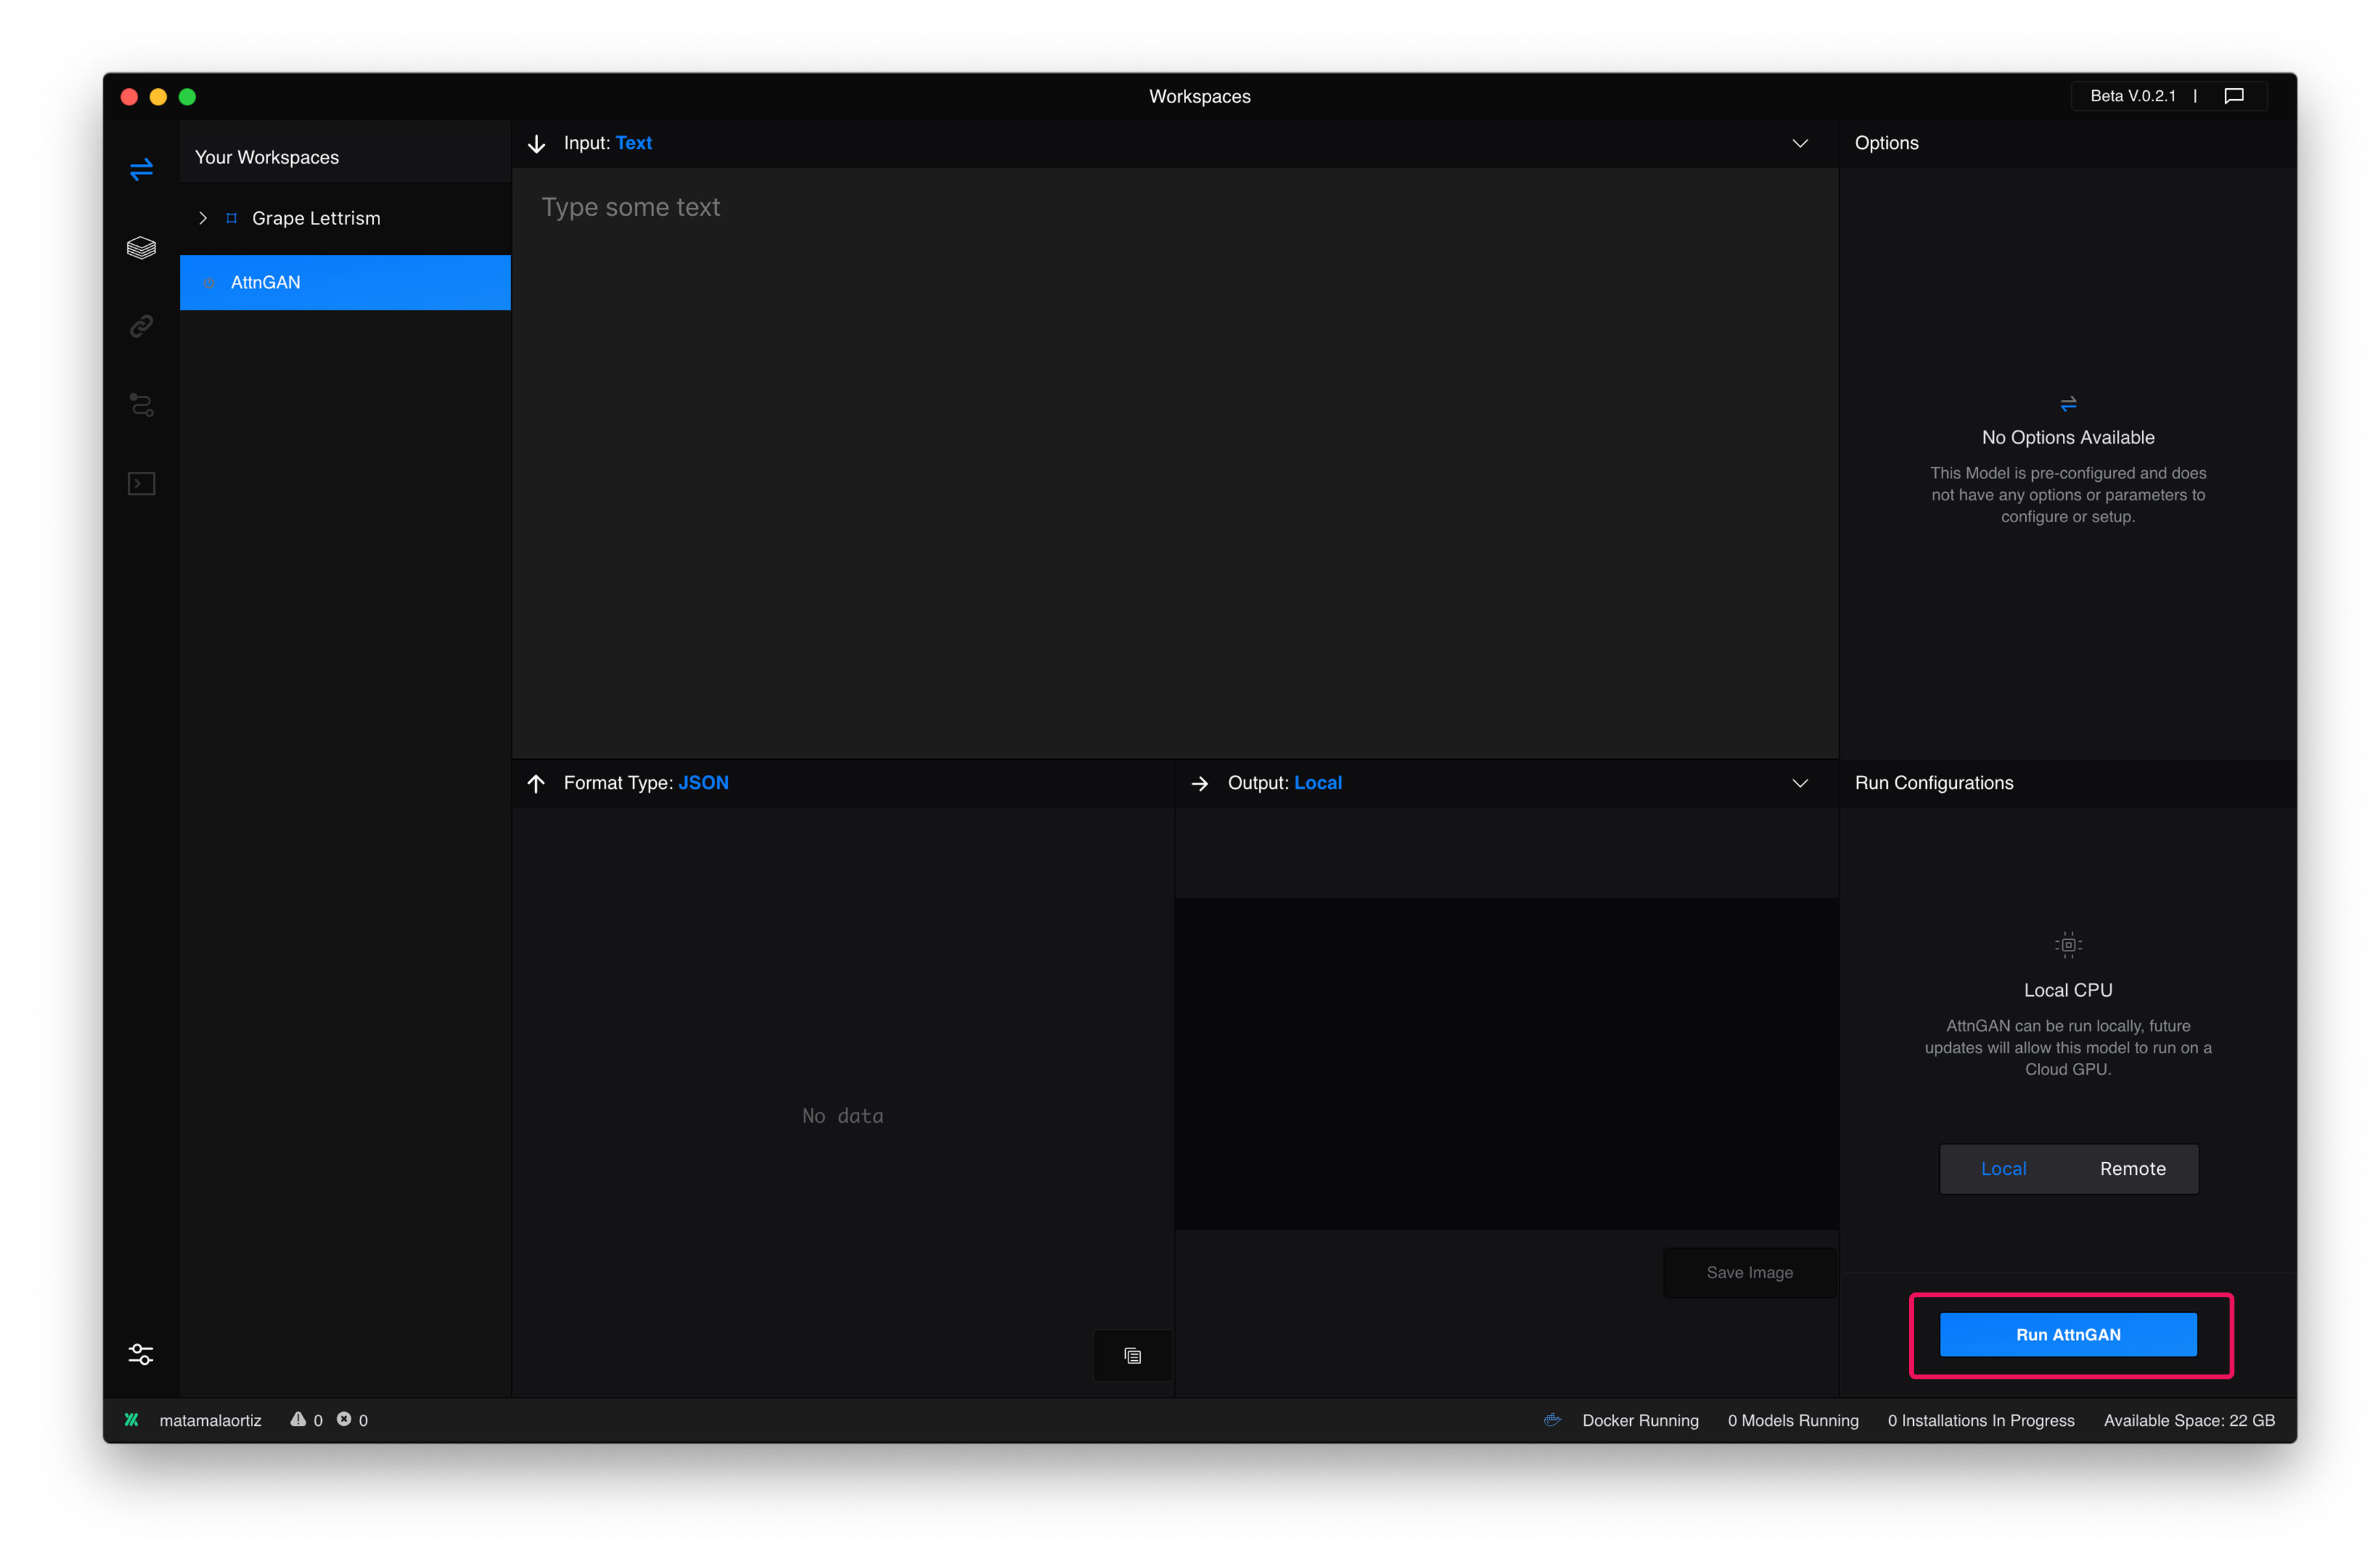 Workspaces
Beta V.0.2.1 |
Your Workspaces
Grape Lettrism
AttnGAN
Input: Text
Type some text
Options
No Options Available
This Model is pre-configured and does
not have any options or parameters to
configure or setup.
Format Type: JSON
No data
Output: Local
Save Image
Run Configurations
Local CPU
AttnGAN can be run locally, future
updates will allow this model to run on a
Cloud GPU.
Local Remote
Run AttnGAN
matamalaortiz 0 0
Docker Running 0 Models Running 0 Installations In Progress Available Space: 22 GB